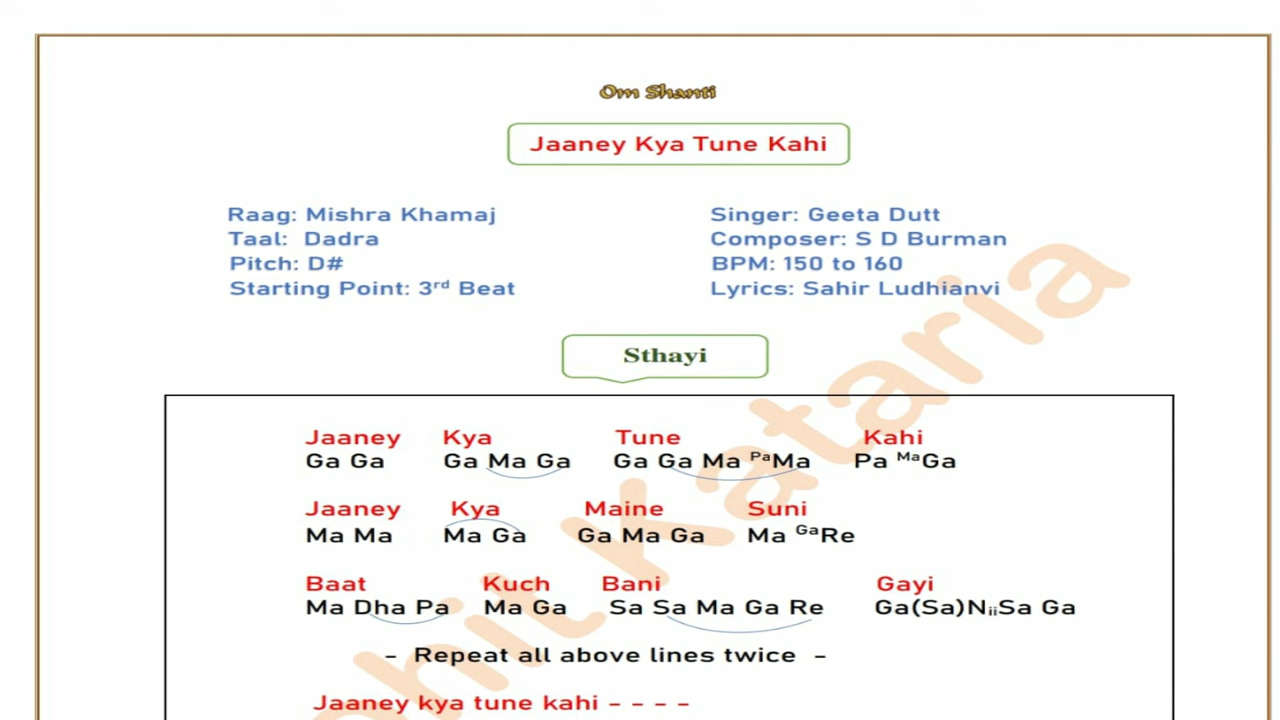 Om Shanti
Jaaney Kya Tune Kahi
Raag: Mishra Khamaj Singer: Geeta Dutt
Taal: Dadra Composer: S D Burman
Pitch: D# BPM: 150 to 160
Starting Point: 3rd Beat Lyrics: Sahir Ludhianvi
Sthayi
Jaaney Kya Tune Kahi
Ga Ga Ga Ma Ga Ga Ga Ma PaMa Pa MaGa
Jaaney Kya Maine Suni
Ma Ma Ma Ga Ga Ma Ga Ma GaRe
Baat Kuch Bani Gayi
Ma Dha Pa Ma Ga Sa Sa Ma Ga Re Ga(Sa)NiiSa Ga
- Repeat all above lines twice -
Jaaney kya tune kahi - - - -